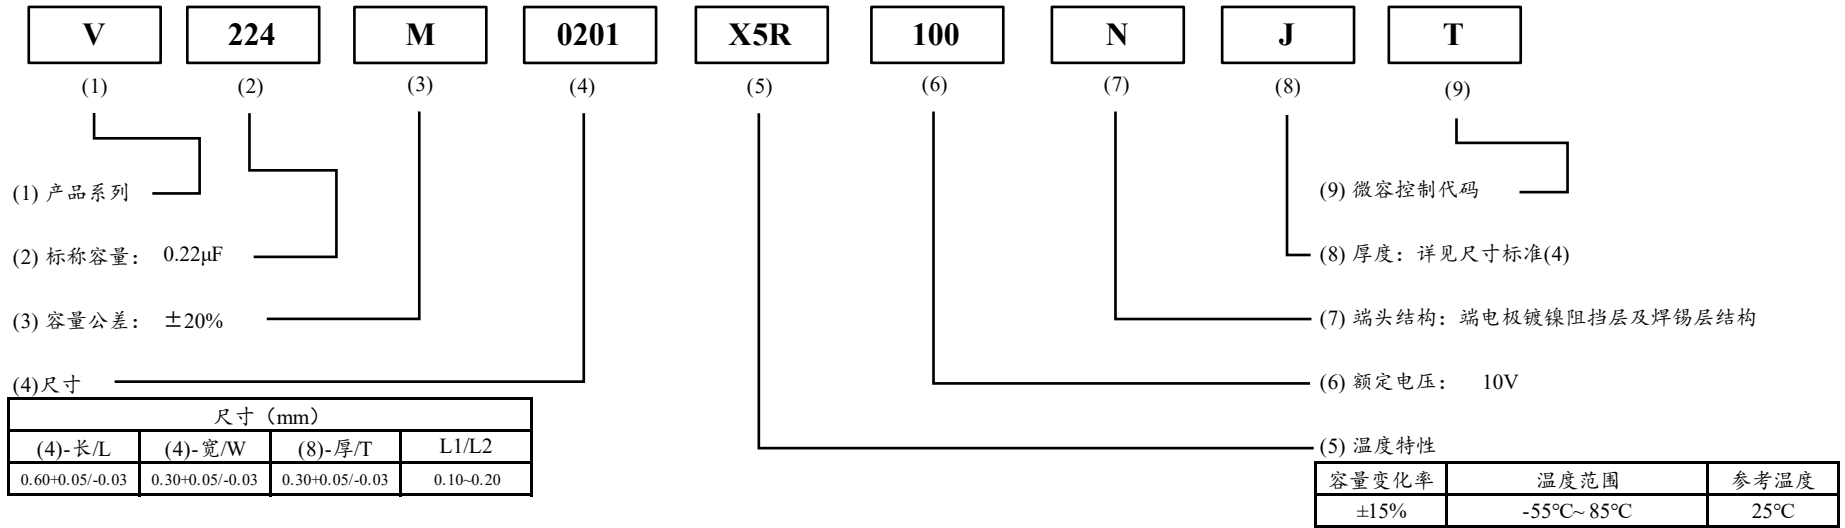 V 224 M 0201 X5R 100 N J T
(1) (2) (3) (4) (5) (6) (7) (8) (9)
(1) 产品系列
(2) 标称容量： 0.22μF
(3) 容量公差： ±20%
(4)尺寸
尺寸（mm）
(4)-长/L (4)-宽/W (8)-厚/T L1/L2
0.60+0.05/-0.03 0.30+0.05/-0.03 0.30+0.05/-0.03 0.10~0.20
(9) 微容控制代码
(8) 厚度：详见尺寸标准(4)
(7) 端头结构：端电极镀镍阻挡层及焊锡层结构
(6) 额定电压： 10V
(5) 温度特性
容量变化率 温度范围 参考温度
±15% -55℃~ 85℃ 25℃